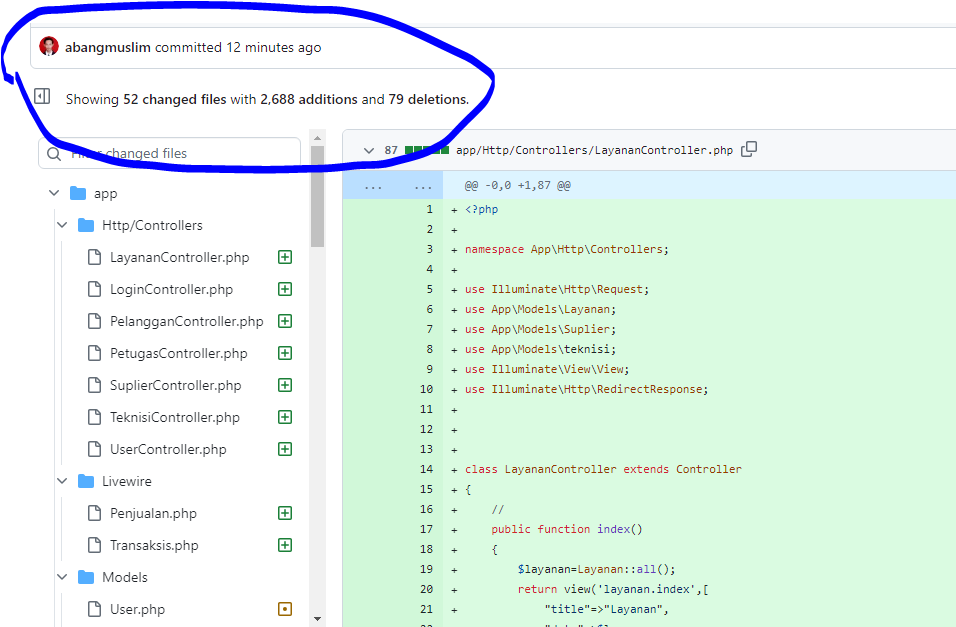 abangmuslim committed 12 minutes ago
Showing 52 changed files with 2,688 additions and 79 deletions.
Filter changed files
app
Http/Controllers
LayananController.php
LoginController.php
PelangganController.php
PetugasController.php
SuplierController.php
TeknisiController.php
UserController.php
Livewire
Penjualan.php
Transaksis.php
Models
User.php
87 app/Http/Controllers/LayananController.php
... ... @@ -0,0 +1,87 @@
1 + <?php
2 +
3 + namespace App\Http\Controllers;
4 +
5 + use Illuminate\Http\Request;
6 + use App\Models\Layanan;
7 + use App\Models\Suplier;
8 + use App\Models\teknisi;
9 + use Illuminate\View\View;
10 + use Illuminate\Http\RedirectResponse;
11 +
12 +
13 +
14 + class LayananController extends Controller
15 + {
16 + //
17 + public function index()
18 + {
19 + $layanan=Layanan::all();
20 + return view('layanan.index',[
21 + "title"=>"Layanan",